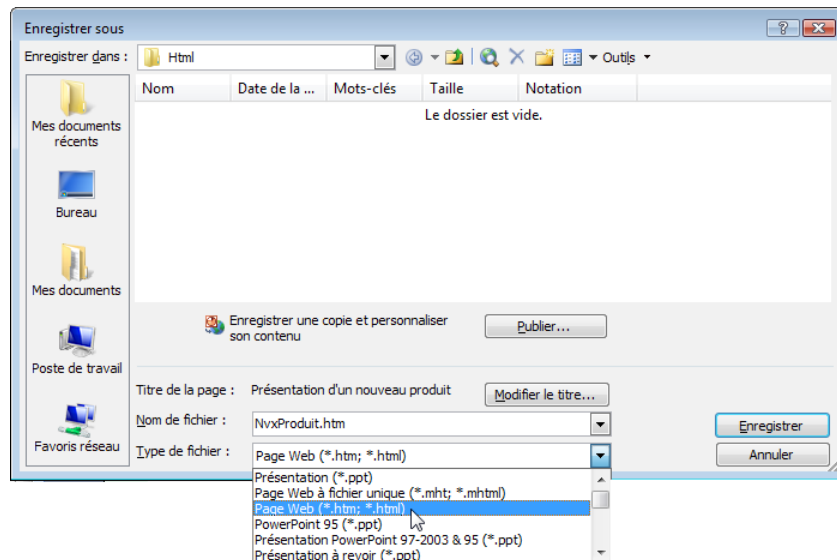 Enregistrer sous
Enregistrer dans :
Html
Outils
Nom Date de la ... Mots-clés Taille Notation
Le dossier est vide.
Mes documents
récents
Bureau
Mes documents
Poste de travail
Favoris réseau
Enregistrer une copie et personnaliser
son contenu
Publier...
Titre de la page : Présentation d'un nouveau produit Modifier le titre...
Nom de fichier : NvxProduit.htm Enregistrer
Type de fichier : Page Web (*.htm; *.html) Annuler
Présentation (*.ppt)
Page Web à fichier unique (*.mht; *.mhtml)
Page Web (*.htm; *.html)
PowerPoint 95 (*.ppt)
Présentation PowerPoint 97-2003 & 95 (*.ppt)
Présentation à revoir (*.ppt)